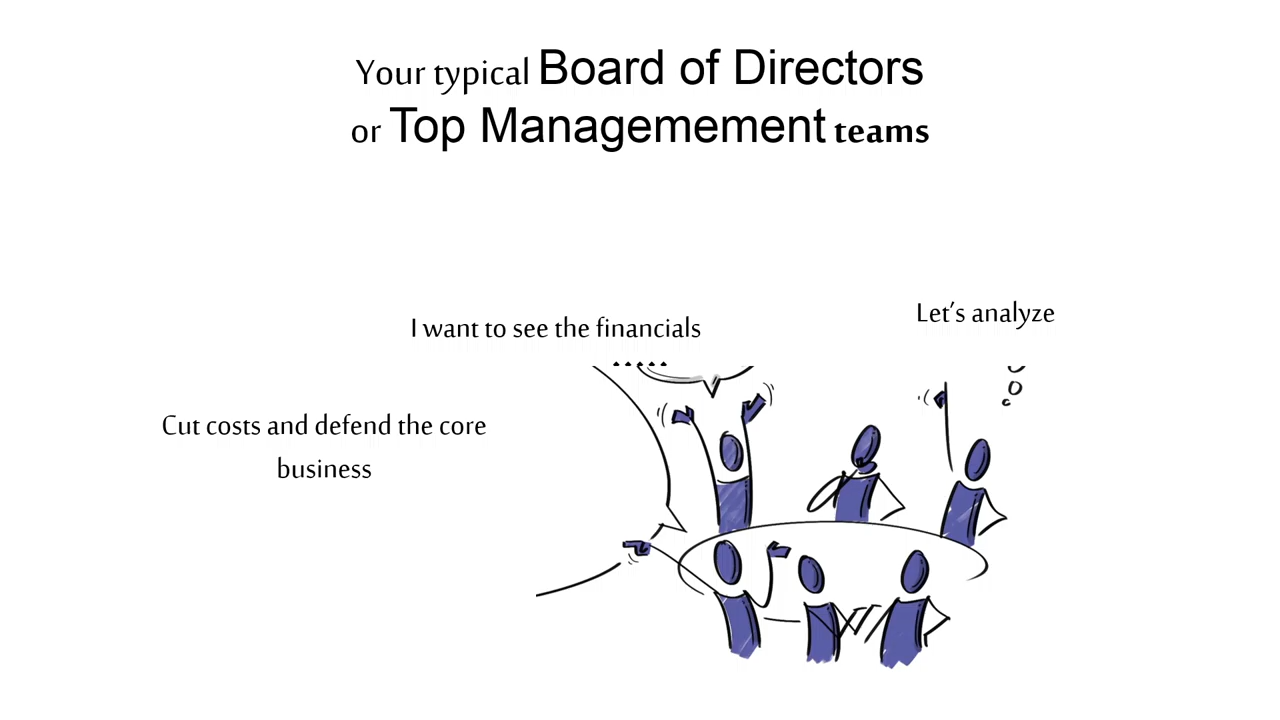 Your typical Board of Directors
or Top Managemement teams
I want to see the financials
Let's analyze
Cut costs and defend the core
business